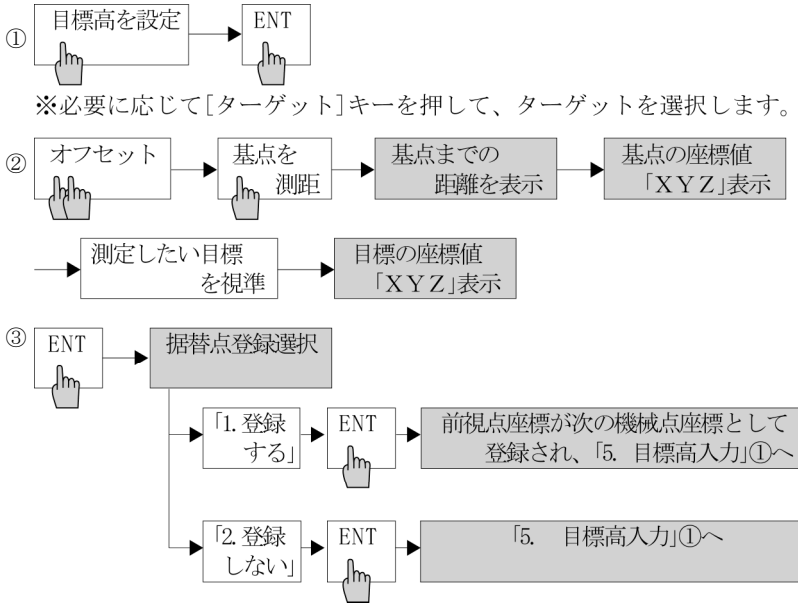 ①
目標高を設定
ENT
※必要に応じて[ターゲット]キーを押して、ターゲットを選択します。
②
オフセット
基点を
測距
基点までの
距離を表示
基点の座標値
「ＸＹＺ」表示
測定したい目標
を視準
目標の座標値
「ＸＹＺ」表示
③
ENT
据替点登録選択
「1.登録
する」
ENT
前視点座標が次の機械点座標として
登録され、「5. 目標高入力」①へ
「2.登録
しない」
ENT
「5.　目標高入力」①へ